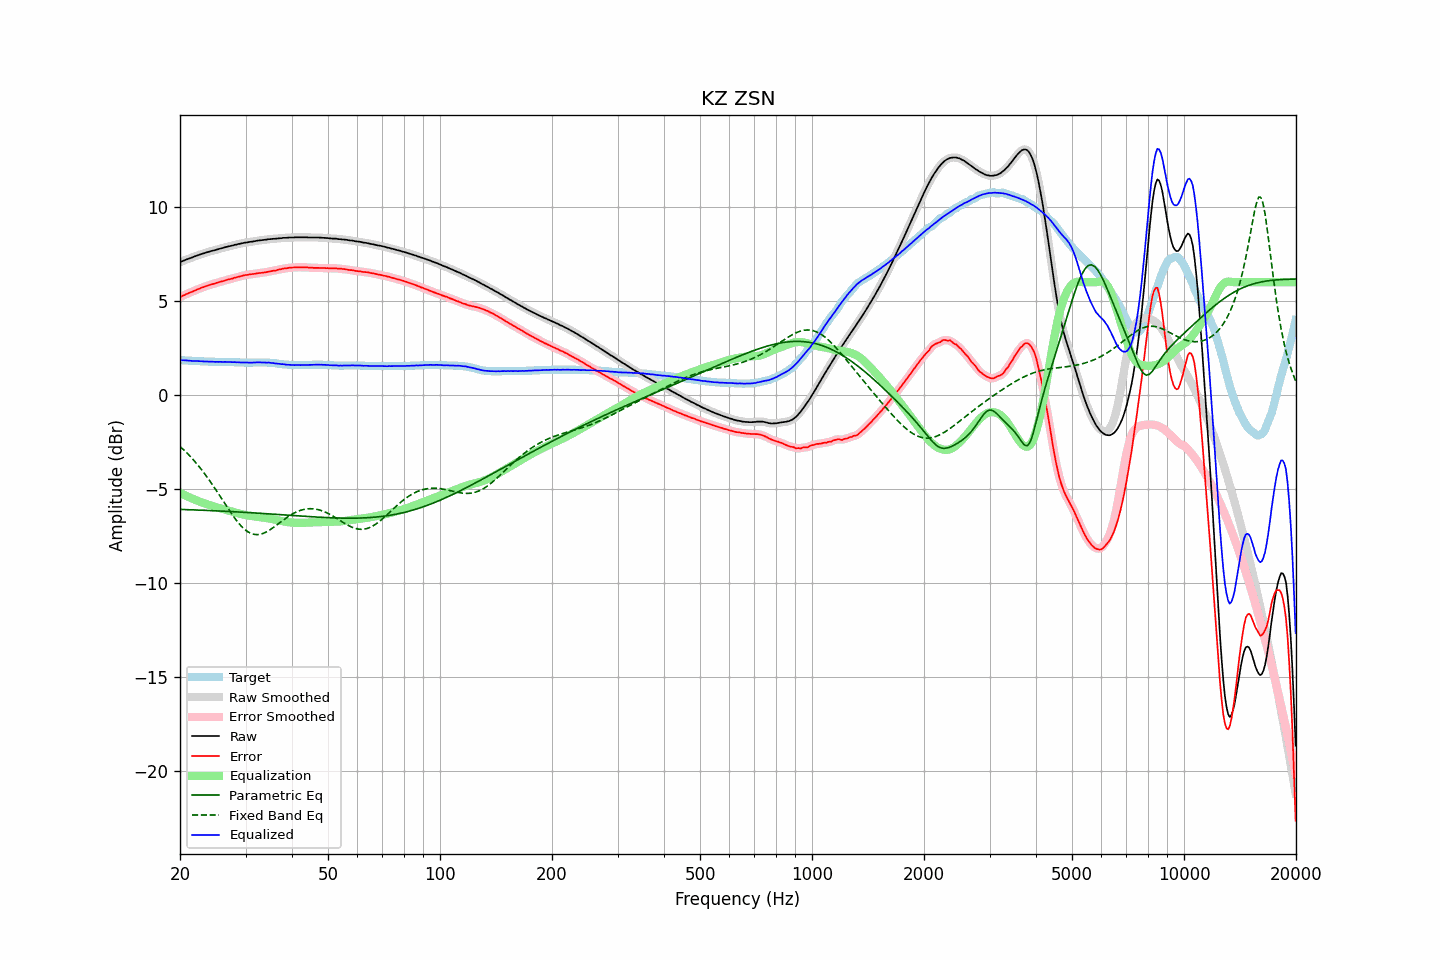 KZ ZSN
Amplitude (dBr)
10
5
0
−5
−10
−15
−20
Target
Raw Smoothed
Error Smoothed
Raw
Error
Equalization
Parametric Eq
Fixed Band Eq
Equalized
20 50 100 200 500 1000 2000 5000 10000 20000
Frequency (Hz)